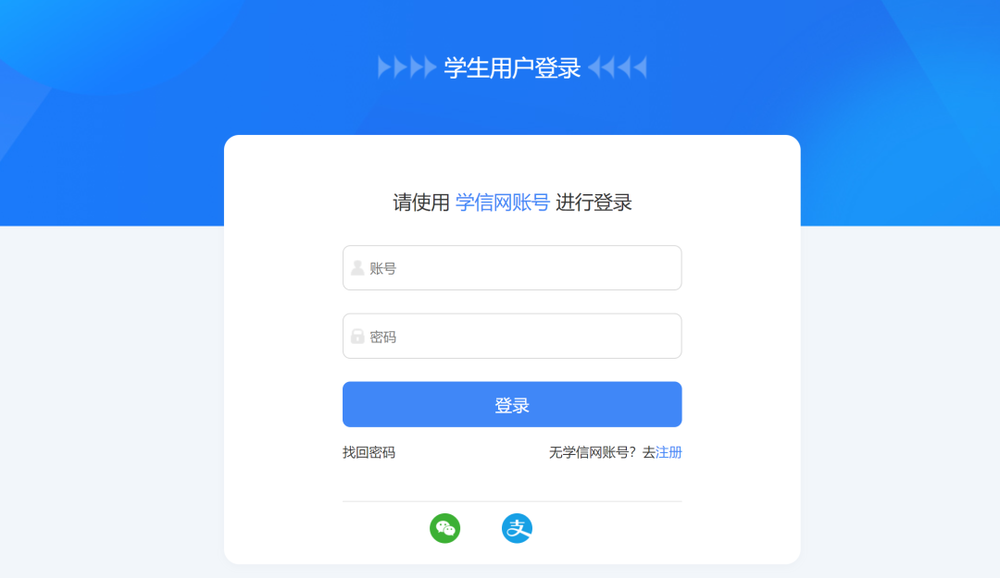 学生用户登录
请使用 学信网账号 进行登录
账号
密码
登录
找回密码
无学信网账号？去注册
支